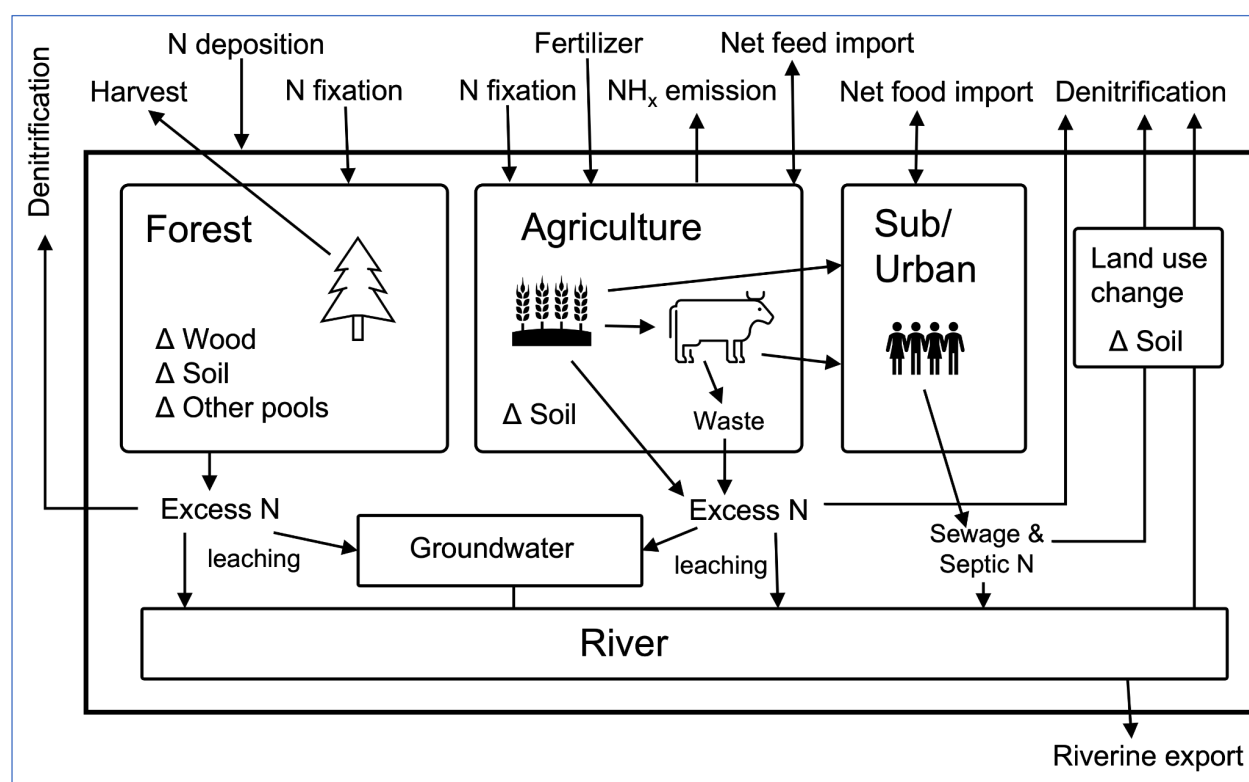 N deposition
Fertilizer
Net feed import
Denitrification
Harvest
N fixation
N fixation
NHₓ emission
Net food import
Denitrification
Forest
Δ Wood
Δ Soil
Δ Other pools
Agriculture
Δ Soil
Waste
Sub/
Urban
Land use
change
Δ Soil
Excess N
leaching
Groundwater
Excess N
leaching
Sewage &
Septic N
River
Riverine export